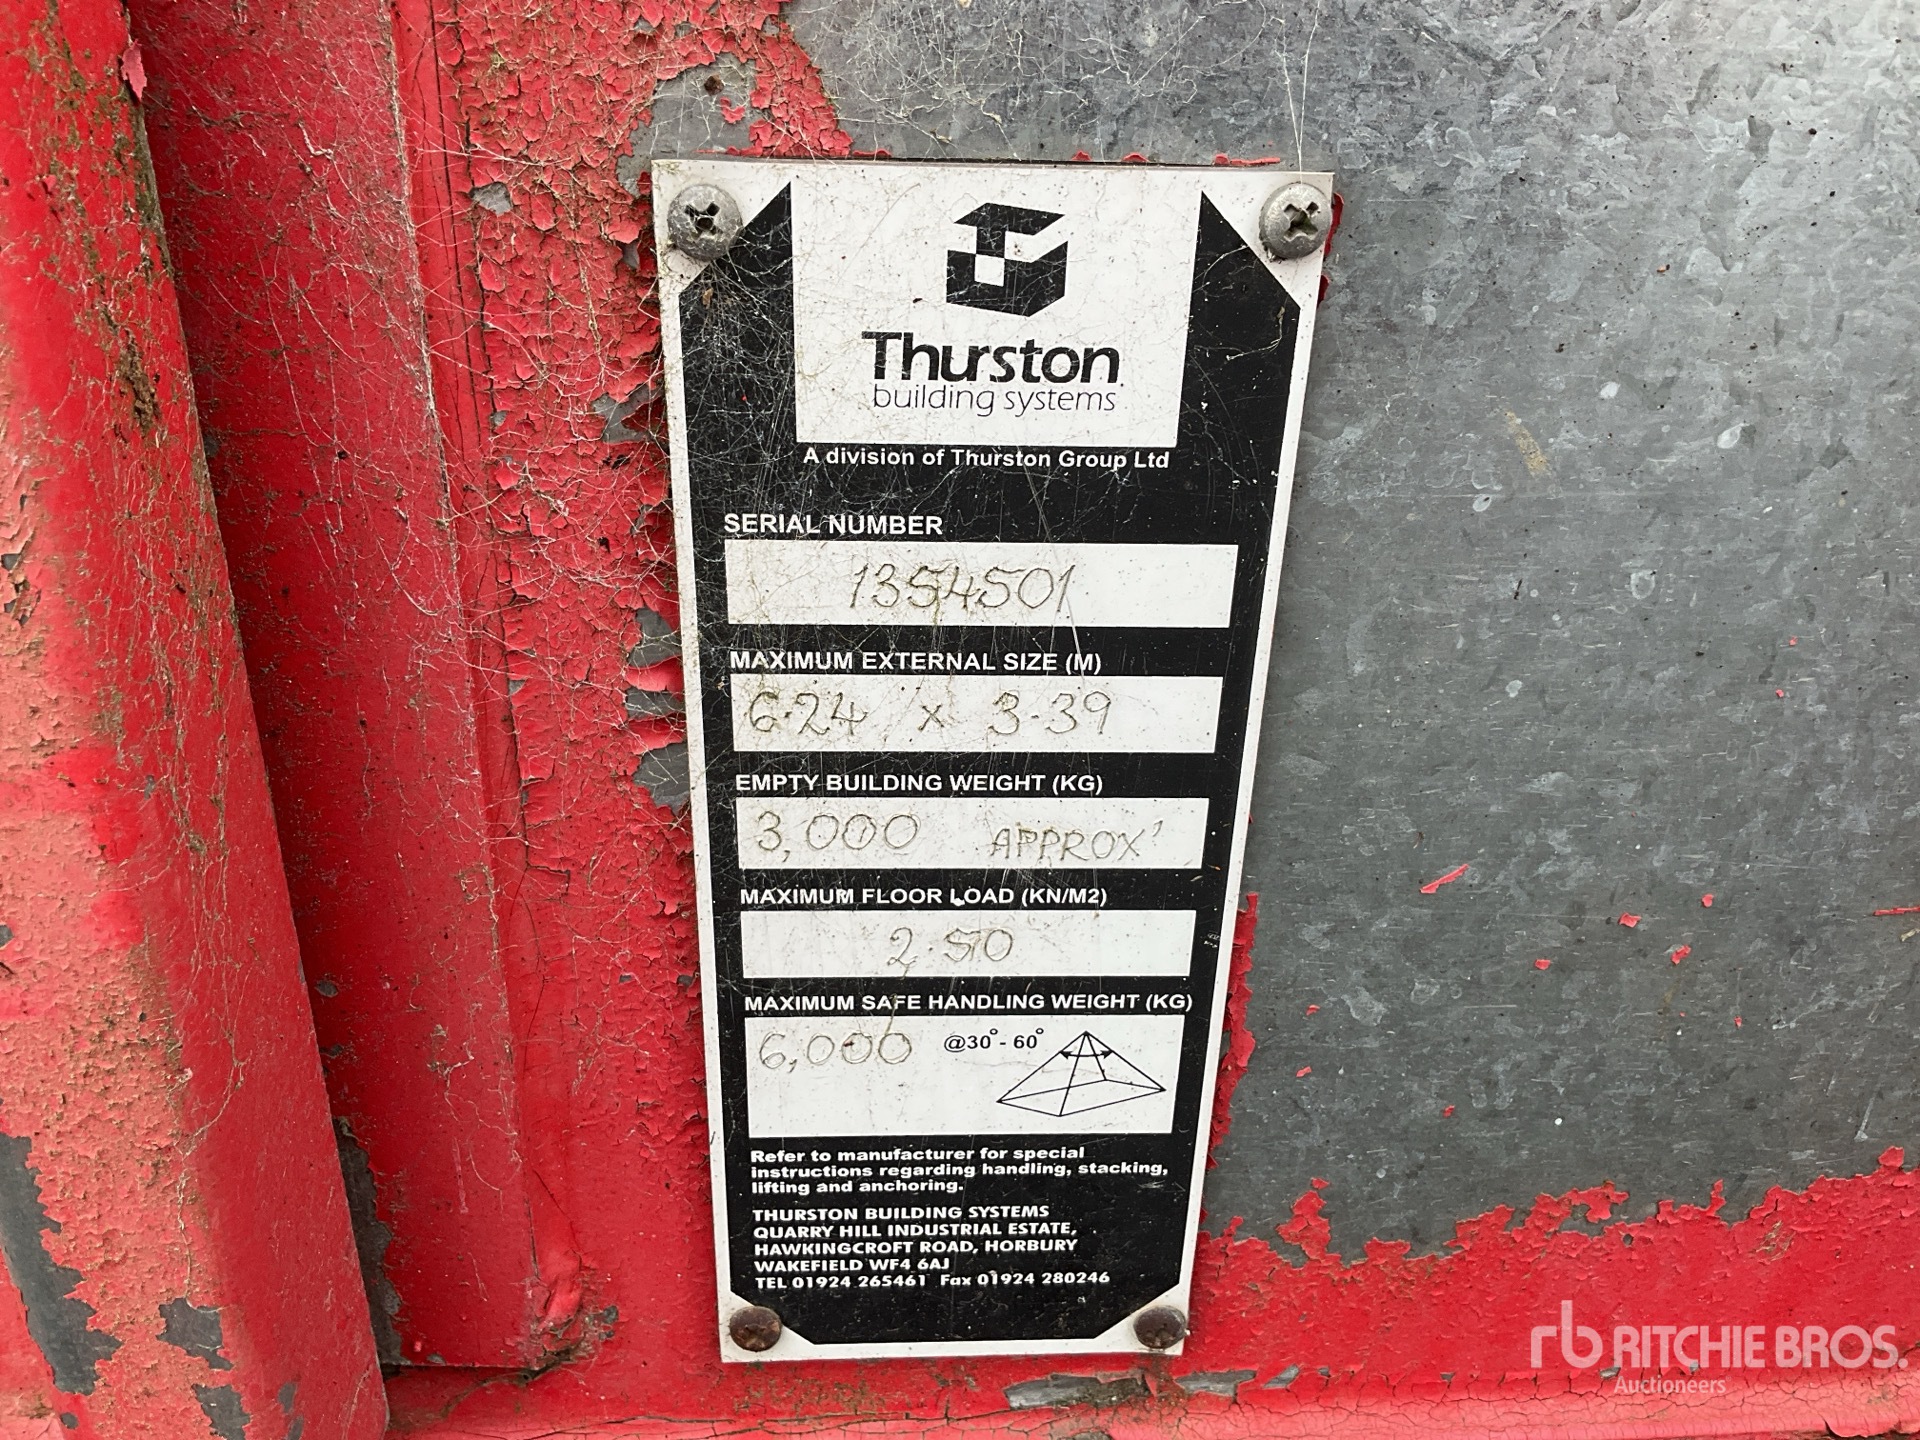 Thurston
building systems
A division of Thurston Group Ltd
SERIAL NUMBER
1354501
MAXIMUM EXTERNAL SIZE (M)
6.24 x 3.39
EMPTY BUILDING WEIGHT (KG)
3,000 APPROX'
MAXIMUM FLOOR LOAD (KN/M2)
2.50
MAXIMUM SAFE HANDLING WEIGHT (KG)
6,000 @30° - 60°
Refer to manufacturer for special
instructions regarding handling, stacking,
lifting and anchoring.
THURSTON BUILDING SYSTEMS
QUARRY HILL INDUSTRIAL ESTATE,
HAWKINGCROFT ROAD, HORBURY
WAKEFIELD WF4 6AJ
TEL 01924 265461 Fax 01924 280246
rb RITCHIE BROS.
Auctioneers